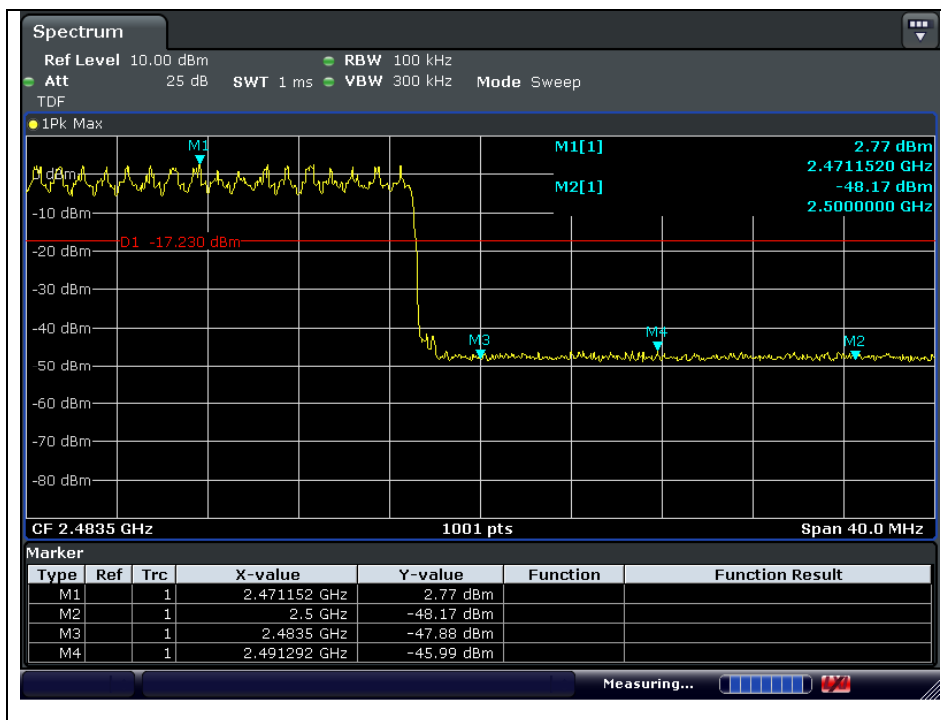 Spectrum
Ref Level 10.00 dBm RBW 100 kHz
Att 25 dB SWT 1 ms VBW 300 kHz Mode Sweep
TDF
1Pk Max
M1[1] 2.77 dBm
2.4711520 GHz
M2[1] -48.17 dBm
2.5000000 GHz
M1
0 dBm
-10 dBm
D1 -17.230 dBm
-20 dBm
-30 dBm
-40 dBm
M3 M4 M2
-50 dBm
-60 dBm
-70 dBm
-80 dBm
CF 2.4835 GHz 1001 pts Span 40.0 MHz
Marker
Type Ref Trc X-value Y-value Function Function Result
M1 1 2.471152 GHz 2.77 dBm
M2 1 2.5 GHz -48.17 dBm
M3 1 2.4835 GHz -47.88 dBm
M4 1 2.491292 GHz -45.99 dBm
Measuring...